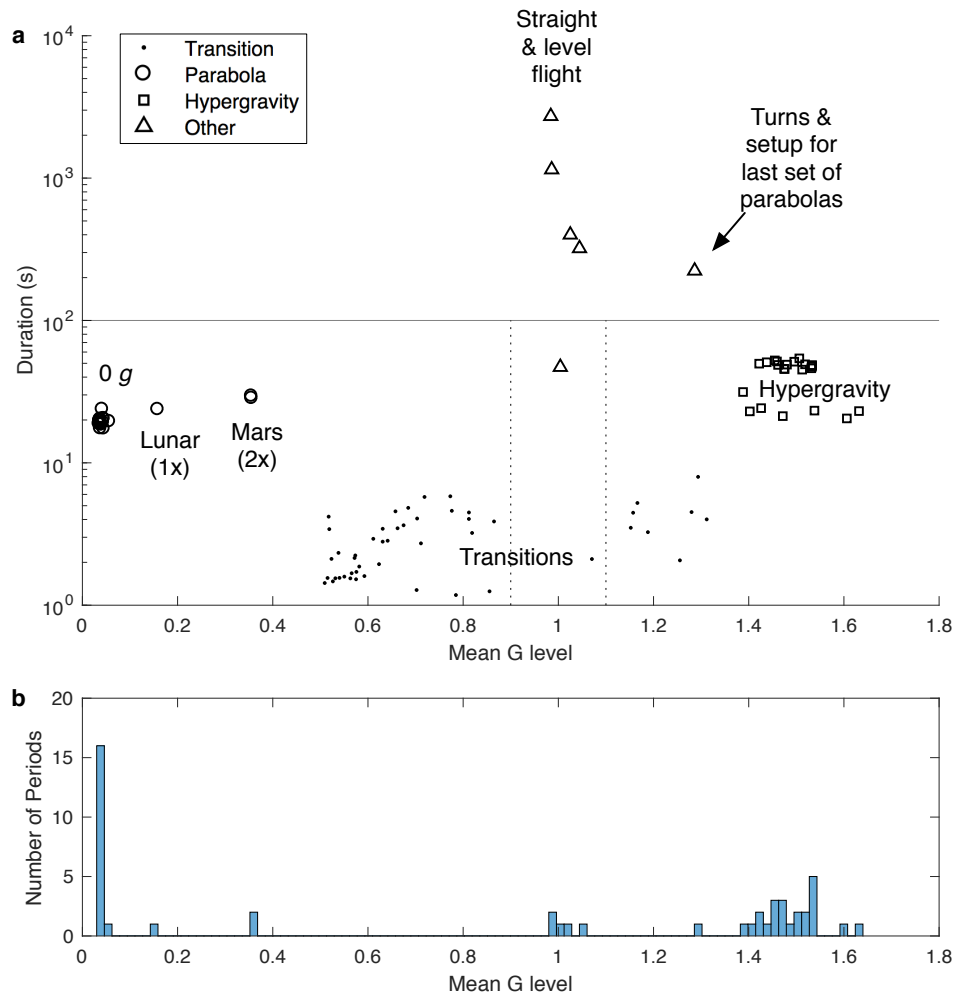 a
Transition
Parabola
Hypergravity
Other
Straight
& level
flight
Turns &
setup for
last set of
parabolas
0 g
Lunar
(1x)
Mars
(2x)
Hypergravity
Transitions
Duration (s)
10^4
10^3
10^2
10^1
10^0
0 0.2 0.4 0.6 0.8 1 1.2 1.4 1.6 1.8
Mean G level
b
Number of Periods
20
15
10
5
0
0 0.2 0.4 0.6 0.8 1 1.2 1.4 1.6 1.8
Mean G level